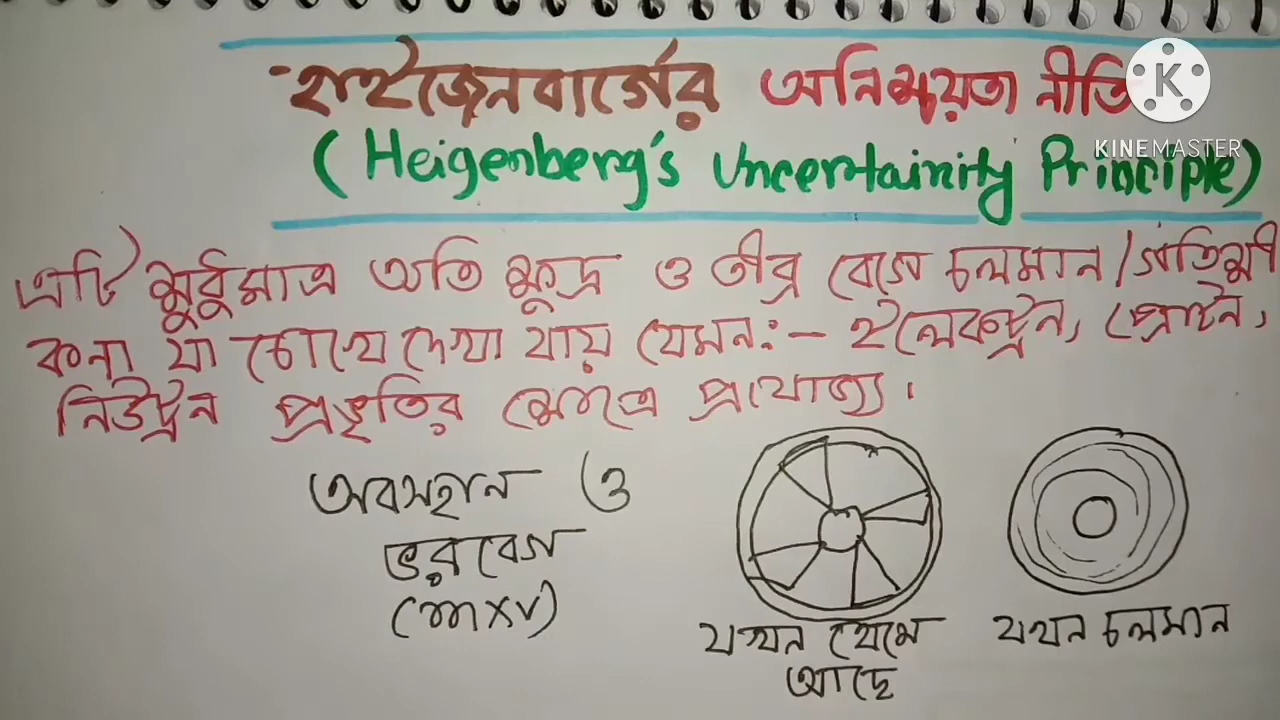 হাইজেনবার্গের অনিশ্চয়তা নীতি
(Heigenberg's Uncertainity Principle)
এটি শুধুমাত্র অতি ক্ষুদ্র ও তীব্র বেগে চলমান/গতিশী
কনা যা চোখে দেখা যায় যেমন:- ইলেকট্রন, প্রোটন,
নিউট্রন প্রভৃতির ক্ষেত্রে প্রযোজ্য।
অবস্হান ও
ভরবেগ
(m×v)
যখন থেমে
আছে
যখন চলমান
K
KINEMASTER